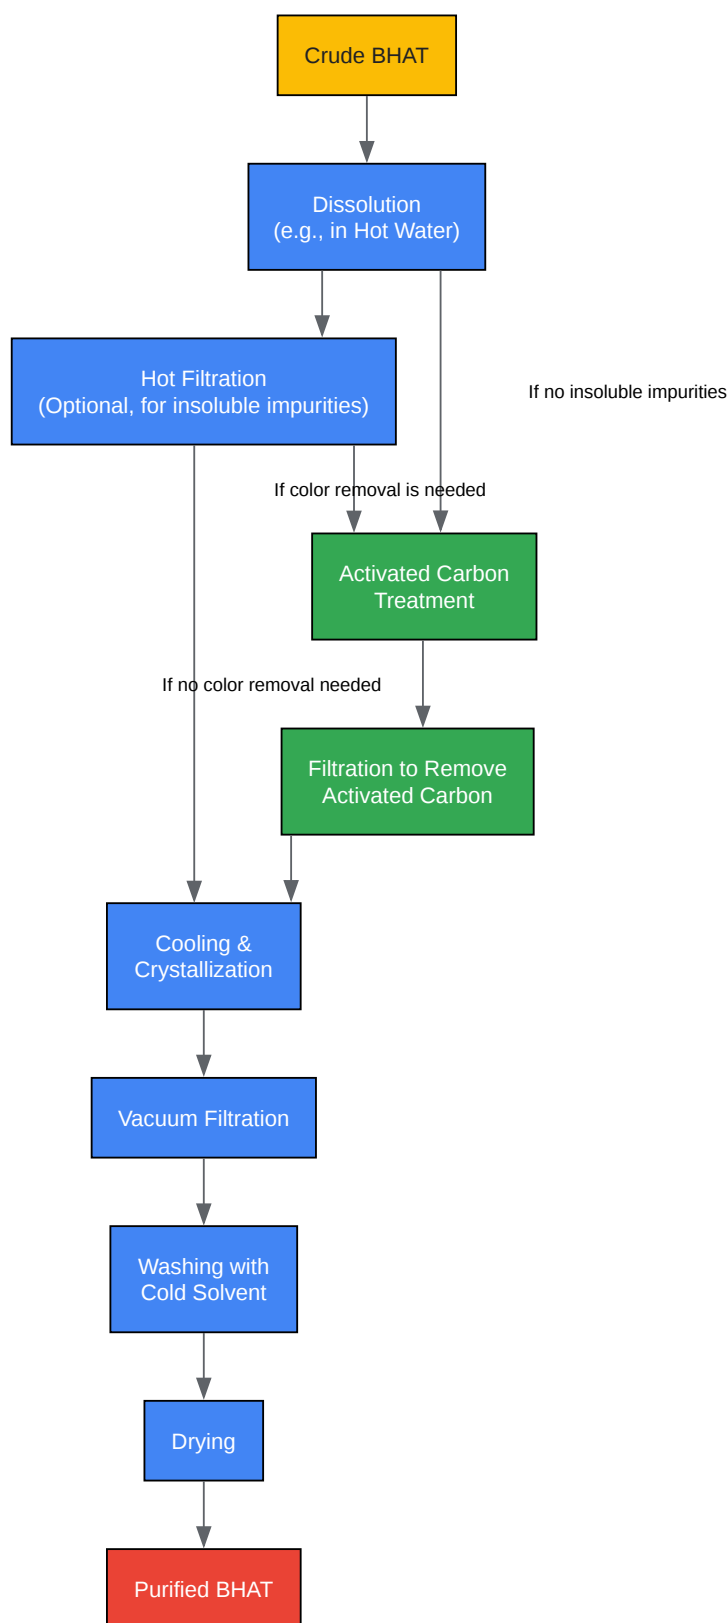 Crude BHAT
Dissolution
(e.g., in Hot Water)
Hot Filtration
(Optional, for insoluble impurities)
If no insoluble impurities
If color removal is needed
Activated Carbon
Treatment
If no color removal needed
Filtration to Remove
Activated Carbon
Cooling &
Crystallization
Vacuum Filtration
Washing with
Cold Solvent
Drying
Purified BHAT